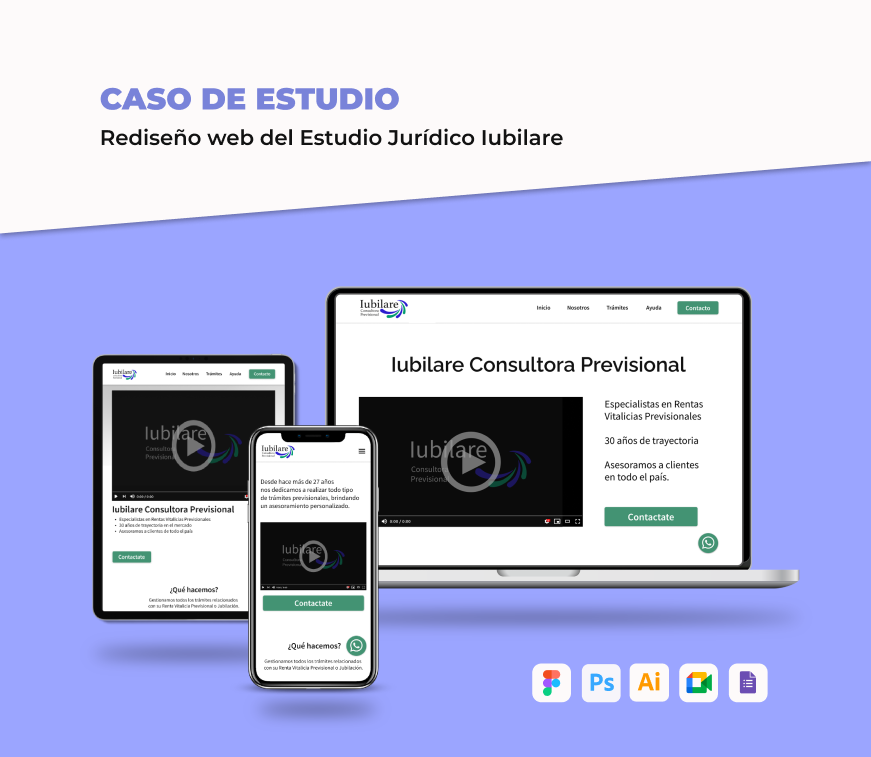 CASO DE ESTUDIO
Rediseño web del Estudio Jurídico Iubilare
Iubilare
Consultora
Previsional
Inicio Nosotros Trámites Ayuda Contacto
Iubilare Consultora Previsional
Iubilare
Consultora
Previsional
0:00 / 0:00
Especialistas en Rentas
Vitalicias Previsionales
30 años de trayectoria
Asesoramos a clientes
en todo el país.
Contactate
Iubilare
Inicio Nosotros Trámites Ayuda Contacto
Iubilare
Consultora
Previsional
0:00 / 0:00
Iubilare Consultora Previsional
Especialistas en Rentas Vitalicias Previsionales
30 años de trayectoria en el mercado
Asesoramos a clientes de todo el país
Contactate
¿Qué hacemos?
Gestionamos todos los trámites relacionados
con su Renta Vitalicia Previsional o Jubilación.
Iubilare
Desde hace más de 27 años
nos dedicamos a realizar todo tipo
de trámites previsionales, brindando
un asesoramiento personalizado.
Iubilare
Consultora
Previsional
Contactate
¿Qué hacemos?
Gestionamos todos los trámites relacionados
con su Renta Vitalicia Previsional o Jubilación.
Ps
Ai